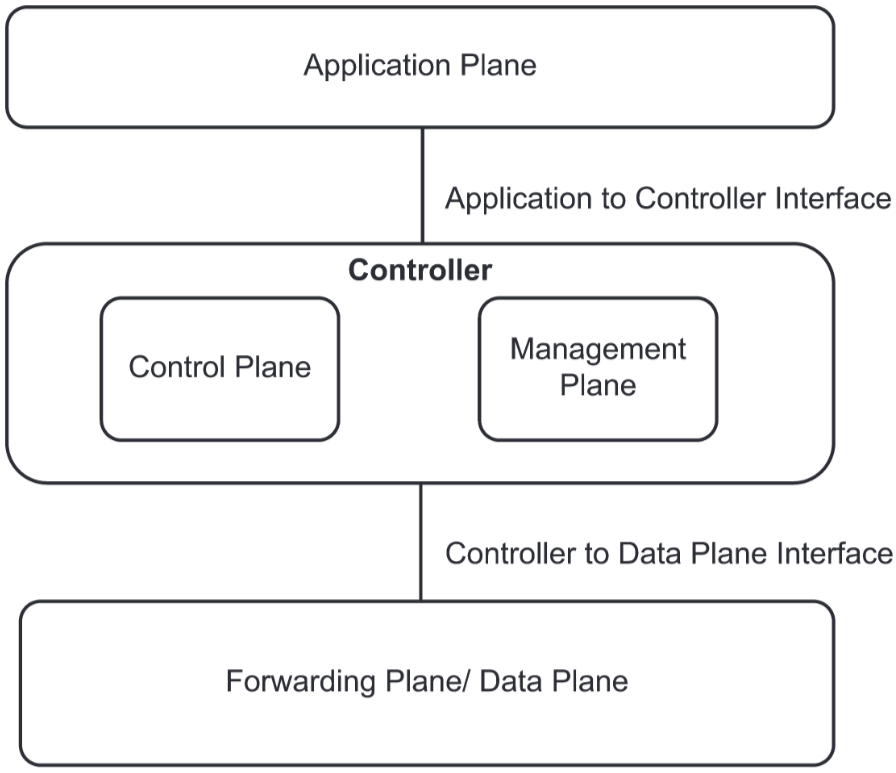 Application Plane
Application to Controller Interface
Controller
Control Plane
Management
Plane
Controller to Data Plane Interface
Forwarding Plane/ Data Plane